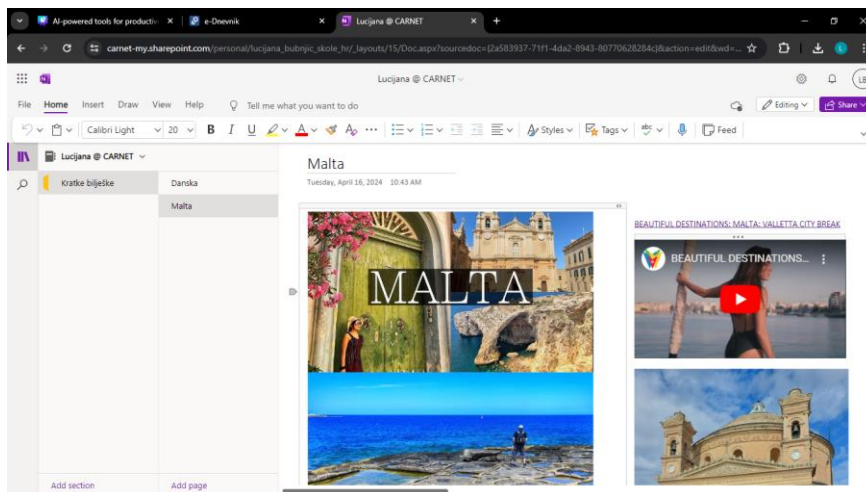 AI-powered tools for productivi
e-Dnevnik
Lucijana @ CARNET
carnet-my.sharepoint.com/personal/lucijana_bubnjic_skole_hr/_layouts/15/Doc.aspx?sourcedoc={2a583937-71f1-4da2-8943-80770628284c}&action=edit&wd=...
Lucijana @ CARNET
LB
File Home Insert Draw View Help Tell me what you want to do Editing Share
Calibri Light 20 B I U A A Styles Tags abc Feed
Lucijana @ CARNET
Kratke bilješke
Danska
Malta
Add section
Add page
Malta
Tuesday, April 16, 2024 10:43 AM
MALTA
BEAUTIFUL DESTINATIONS: MALTA: VALLETTA CITY BREAK
BEAUTIFUL DESTINATIONS...